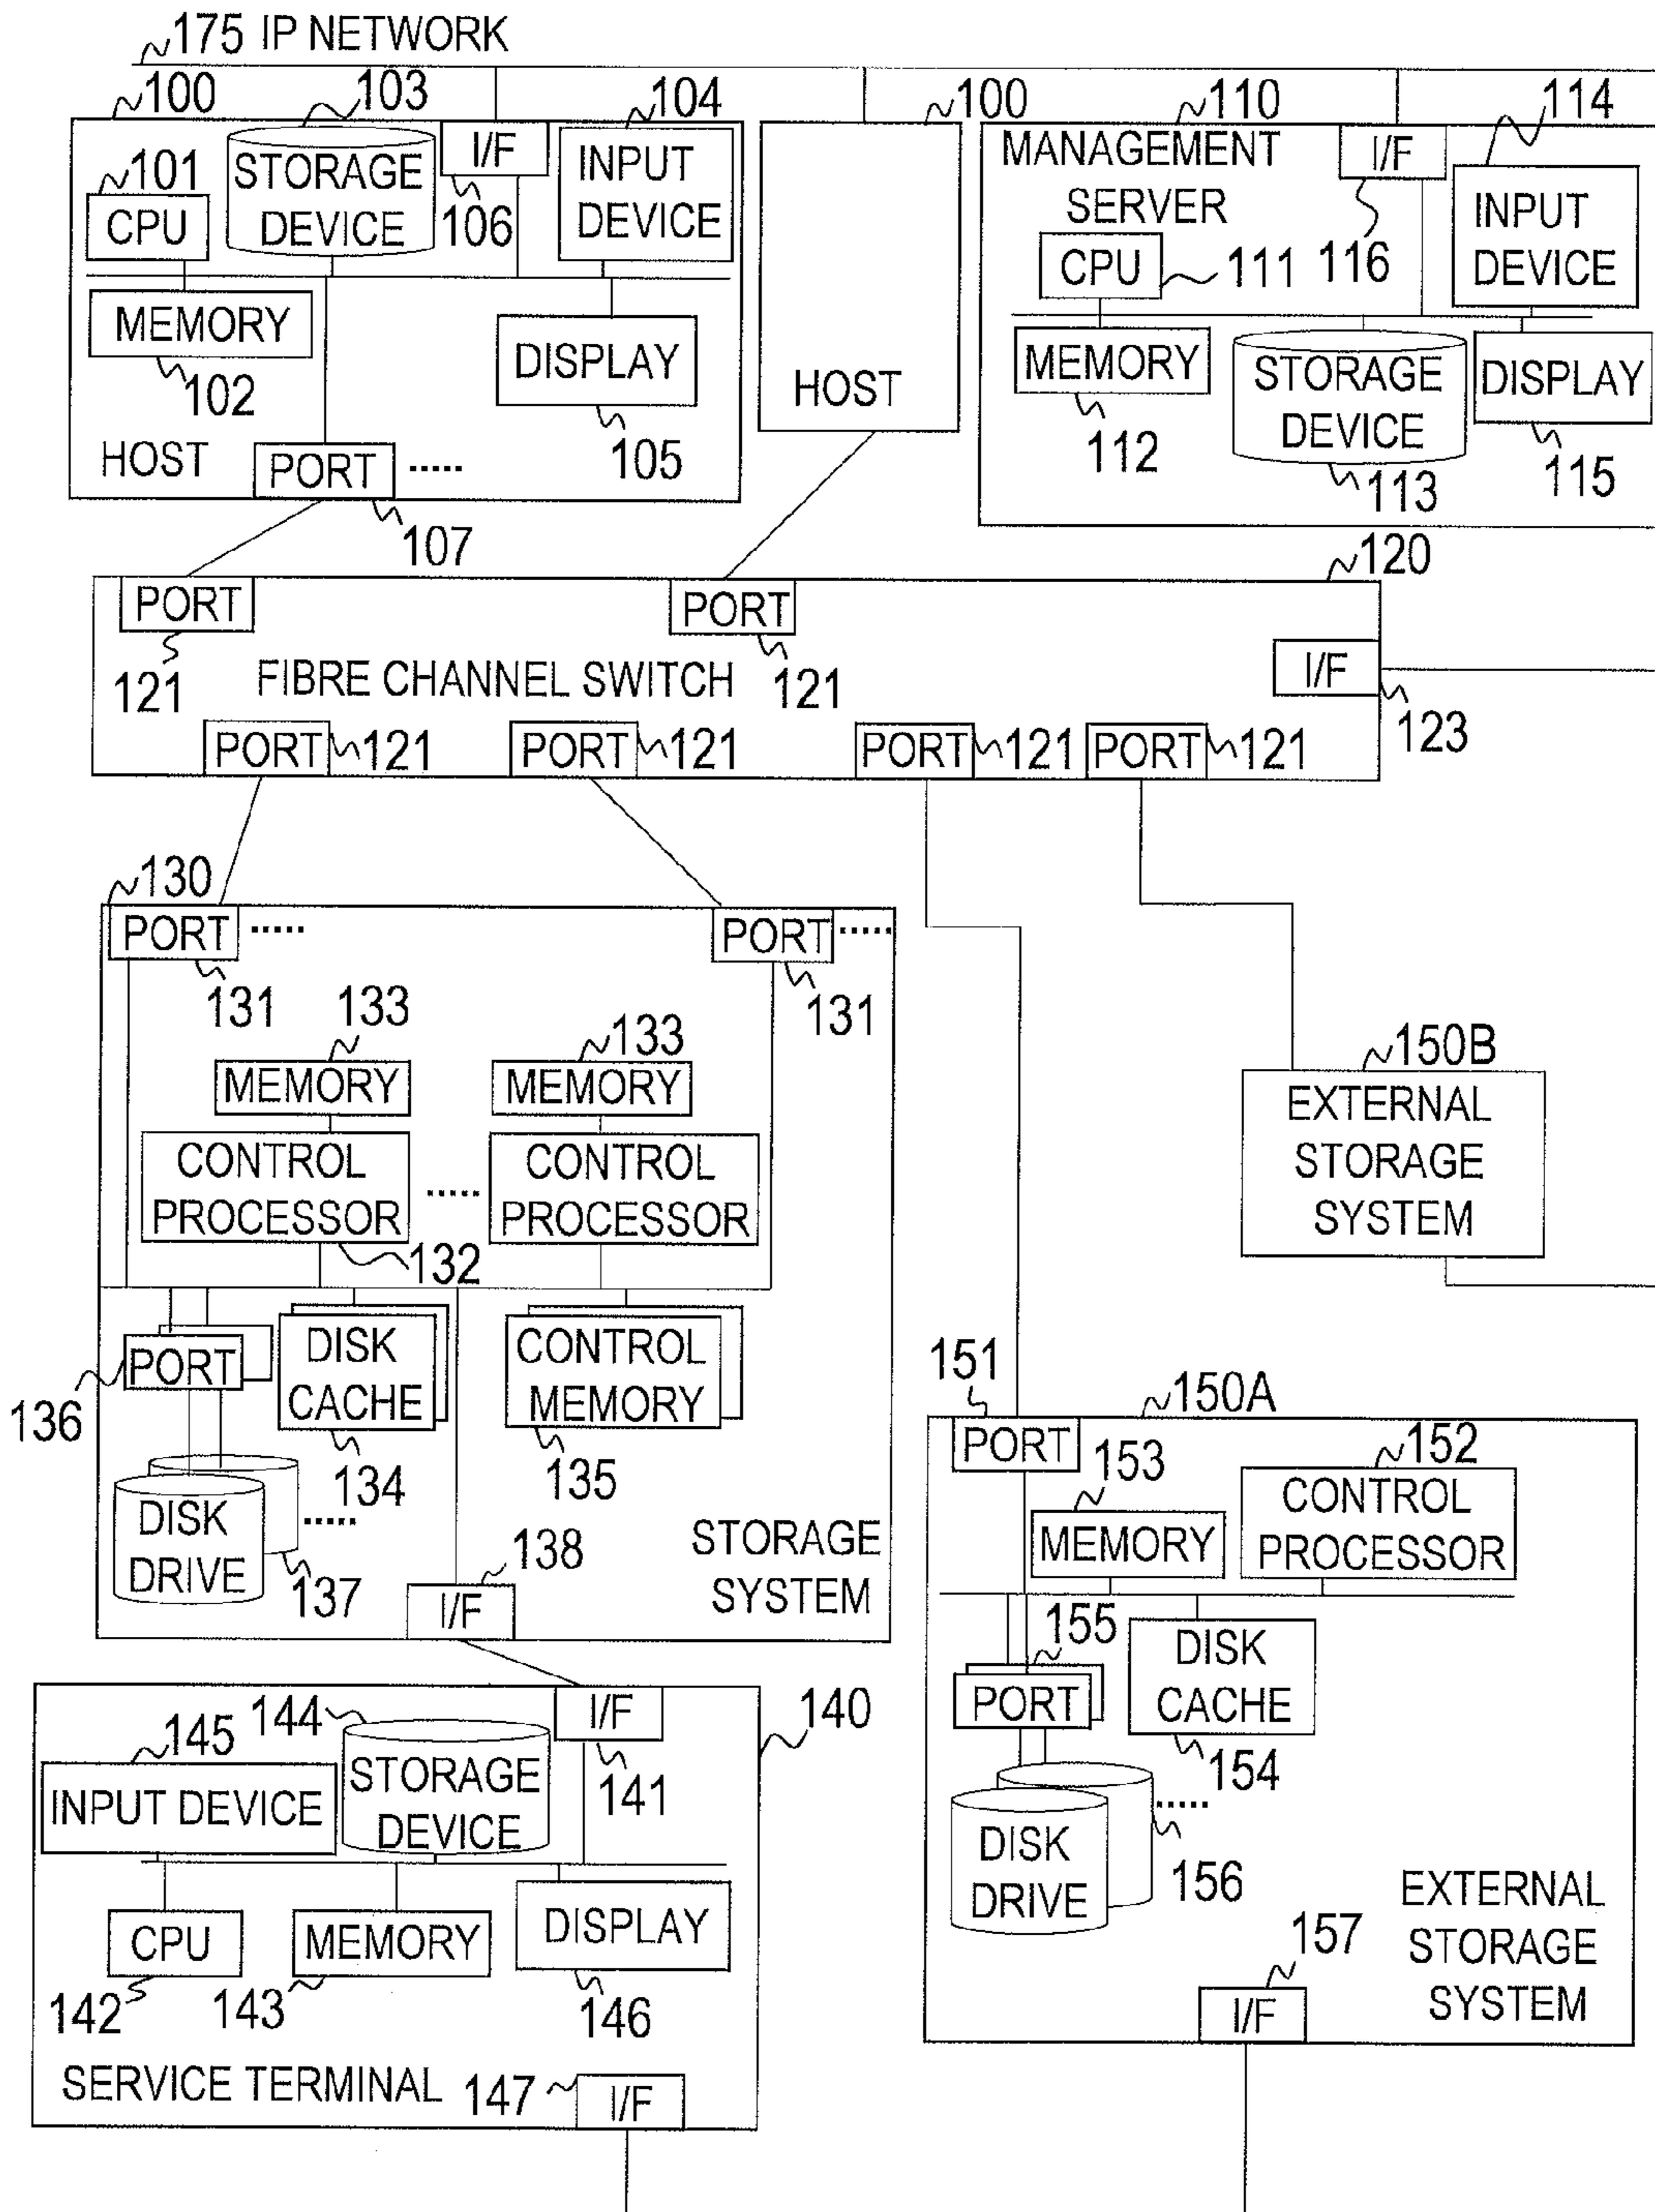 175 IP NETWORK
100
103
104
100
110
114
101
CPU
STORAGE
DEVICE
I/F
106
INPUT
DEVICE
MEMORY
102
DISPLAY
105
HOST
PORT
.....
107
HOST
MANAGEMENT
SERVER
I/F
116
INPUT
DEVICE
CPU
111
MEMORY
112
STORAGE
DEVICE
113
DISPLAY
115
120
PORT
121
PORT
121
FIBRE CHANNEL SWITCH
I/F
123
PORT
121
PORT
121
PORT
121
PORT
121
130
PORT
.....
131
PORT
.....
131
133
MEMORY
133
MEMORY
CONTROL
PROCESSOR
132
.....
CONTROL
PROCESSOR
PORT
136
DISK
CACHE
134
CONTROL
MEMORY
135
DISK
DRIVE
.....
137
138
I/F
STORAGE
SYSTEM
150B
EXTERNAL
STORAGE
SYSTEM
151
PORT
150A
153
MEMORY
152
CONTROL
PROCESSOR
155
PORT
DISK
CACHE
154
DISK
DRIVE
.....
156
157
I/F
EXTERNAL
STORAGE
SYSTEM
140
I/F
141
144
STORAGE
DEVICE
145
INPUT DEVICE
CPU
142
MEMORY
143
DISPLAY
146
SERVICE TERMINAL
147
I/F